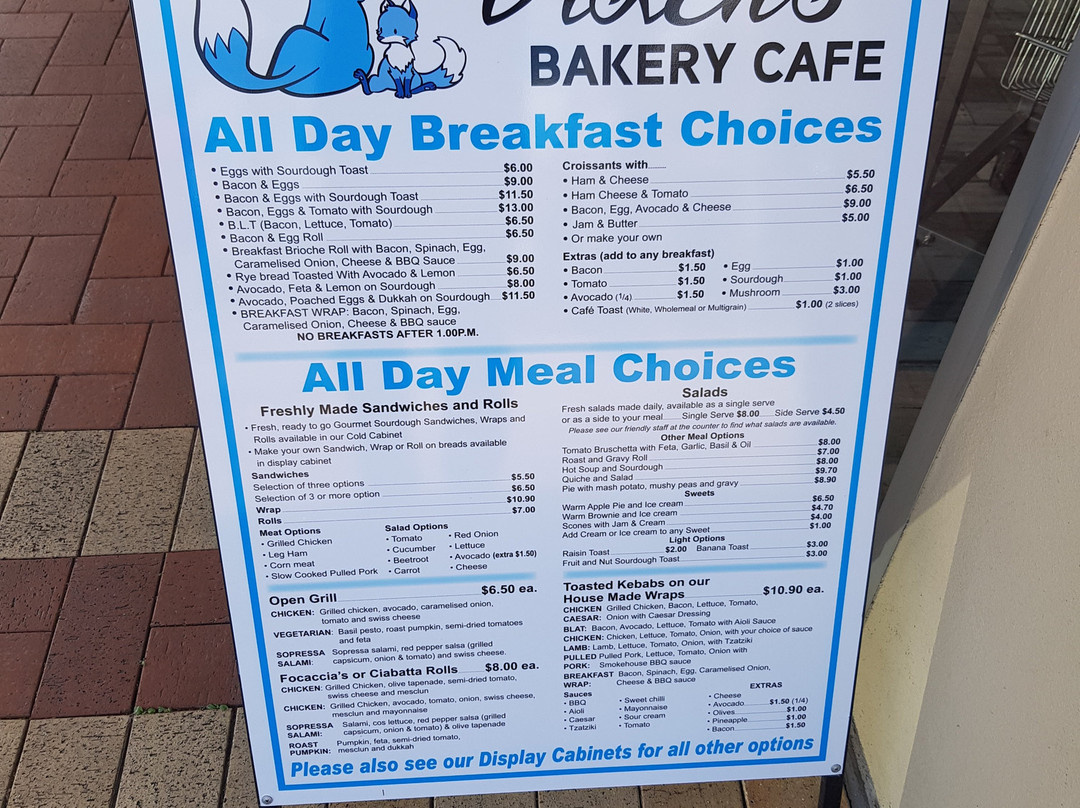 BAKERY CAFE
All Day Breakfast Choices
• Eggs with Sourdough Toast $6.00
• Bacon & Eggs $9.00
• Bacon & Eggs with Sourdough Toast $11.50
• Bacon, Eggs & Tomato with Sourdough $13.00
• B.L.T (Bacon, Lettuce, Tomato) $6.50
• Bacon & Egg Roll $6.50
• Breakfast Brioche Roll with Bacon, Spinach, Egg,
Caramelised Onion, Cheese & BBQ Sauce $9.00
• Rye bread Toasted With Avocado & Lemon $6.50
• Avocado, Feta & Lemon on Sourdough $8.00
• Avocado, Poached Eggs & Dukkah on Sourdough $11.50
• BREAKFAST WRAP: Bacon, Spinach, Egg,
Caramelised Onion, Cheese & BBQ sauce
NO BREAKFASTS AFTER 1.00P.M.
Croissants with
• Ham & Cheese $5.50
• Ham Cheese & Tomato $6.50
• Bacon, Egg, Avocado & Cheese $9.00
• Jam & Butter $5.00
• Or make your own
Extras (add to any breakfast)
• Bacon $1.50 • Egg $1.00
• Tomato $1.50 • Sourdough $1.00
• Avocado (1/4) $1.50 • Mushroom $3.00
• Café Toast (White, Wholemeal or Multigrain) $1.00 (2 slices)
All Day Meal Choices
Freshly Made Sandwiches and Rolls
• Fresh, ready to go Gourmet Sourdough Sandwiches, Wraps and
Rolls available in our Cold Cabinet
• Make your own Sandwich, Wrap or Roll on breads available
in display cabinet
Sandwiches
Selection of three options $5.50
Selection of 3 or more option $6.50
Wrap $10.90
Rolls $7.00
Meat Options
• Grilled Chicken
• Leg Ham
• Corn meat
• Slow Cooked Pulled Pork
Salad Options
• Tomato • Red Onion
• Cucumber • Lettuce
• Beetroot • Avocado (extra $1.50)
• Carrot • Cheese
Open Grill $6.50 ea.
CHICKEN: Grilled chicken, avocado, caramelised onion,
tomato and swiss cheese
VEGETARIAN: Basil pesto, roast pumpkin, semi-dried tomatoes
and feta
SOPRESSA SALAMI: Sopressa salami, red pepper salsa (grilled
capsicum, onion & tomato) and swiss cheese.
Focaccia's or Ciabatta Rolls $8.00 ea.
CHICKEN: Grilled Chicken, olive tapenade, semi-dried tomato,
swiss cheese and mesclun
CHICKEN: Grilled Chicken, avocado, tomato, onion, swiss cheese,
mesclun and mayonnaise
SOPRESSA SALAMI: Salami, cos lettuce, red pepper salsa (grilled
capsicum, onion & tomato) & olive tapenade
ROAST PUMPKIN: Pumpkin, feta, semi-dried tomato,
mesclun and dukkah
Salads
Fresh salads made daily, available as a single serve
or as a side to your meal Single Serve $8.00 Side Serve $4.50
Please see our friendly staff at the counter to find what salads are available.
Other Meal Options
Tomato Bruschetta with Feta, Garlic, Basil & Oil $8.00
Roast and Gravy Roll $7.00
Hot Soup and Sourdough $8.00
Quiche and Salad $9.70
Pie with mash potato, mushy peas and gravy $8.90
Sweets
Warm Apple Pie and Ice cream $6.50
Warm Brownie and Ice cream $4.70
Scones with Jam & Cream $4.00
Add Cream or Ice cream to any Sweet $1.00
Light Options
Raisin Toast $2.00 Banana Toast $3.00
Fruit and Nut Sourdough Toast $3.00
Toasted Kebabs on our
House Made Wraps $10.90 ea.
CHICKEN Grilled Chicken, Bacon, Lettuce, Tomato,
CAESAR: Onion with Caesar Dressing
BLAT: Bacon, Avocado, Lettuce, Tomato with Aioli Sauce
CHICKEN: Chicken, Lettuce, Tomato, Onion, with your choice of sauce
LAMB: Lamb, Lettuce, Tomato, Onion, with Tzatziki
PULLED Pulled Pork, Lettuce, Tomato, Onion with
PORK: Smokehouse BBQ sauce
BREAKFAST Bacon, Spinach, Egg, Caramelised Onion,
WRAP: Cheese & BBQ sauce
Sauces
• BBQ • Sweet chilli
• Aioli • Mayonnaise
• Caesar • Sour cream
• Tzatziki • Tomato
EXTRAS
• Cheese
• Avocado $1.50 (1/4)
• Olives $1.00
• Pineapple $1.00
• Bacon $1.50
Please also see our Display Cabinets for all other options